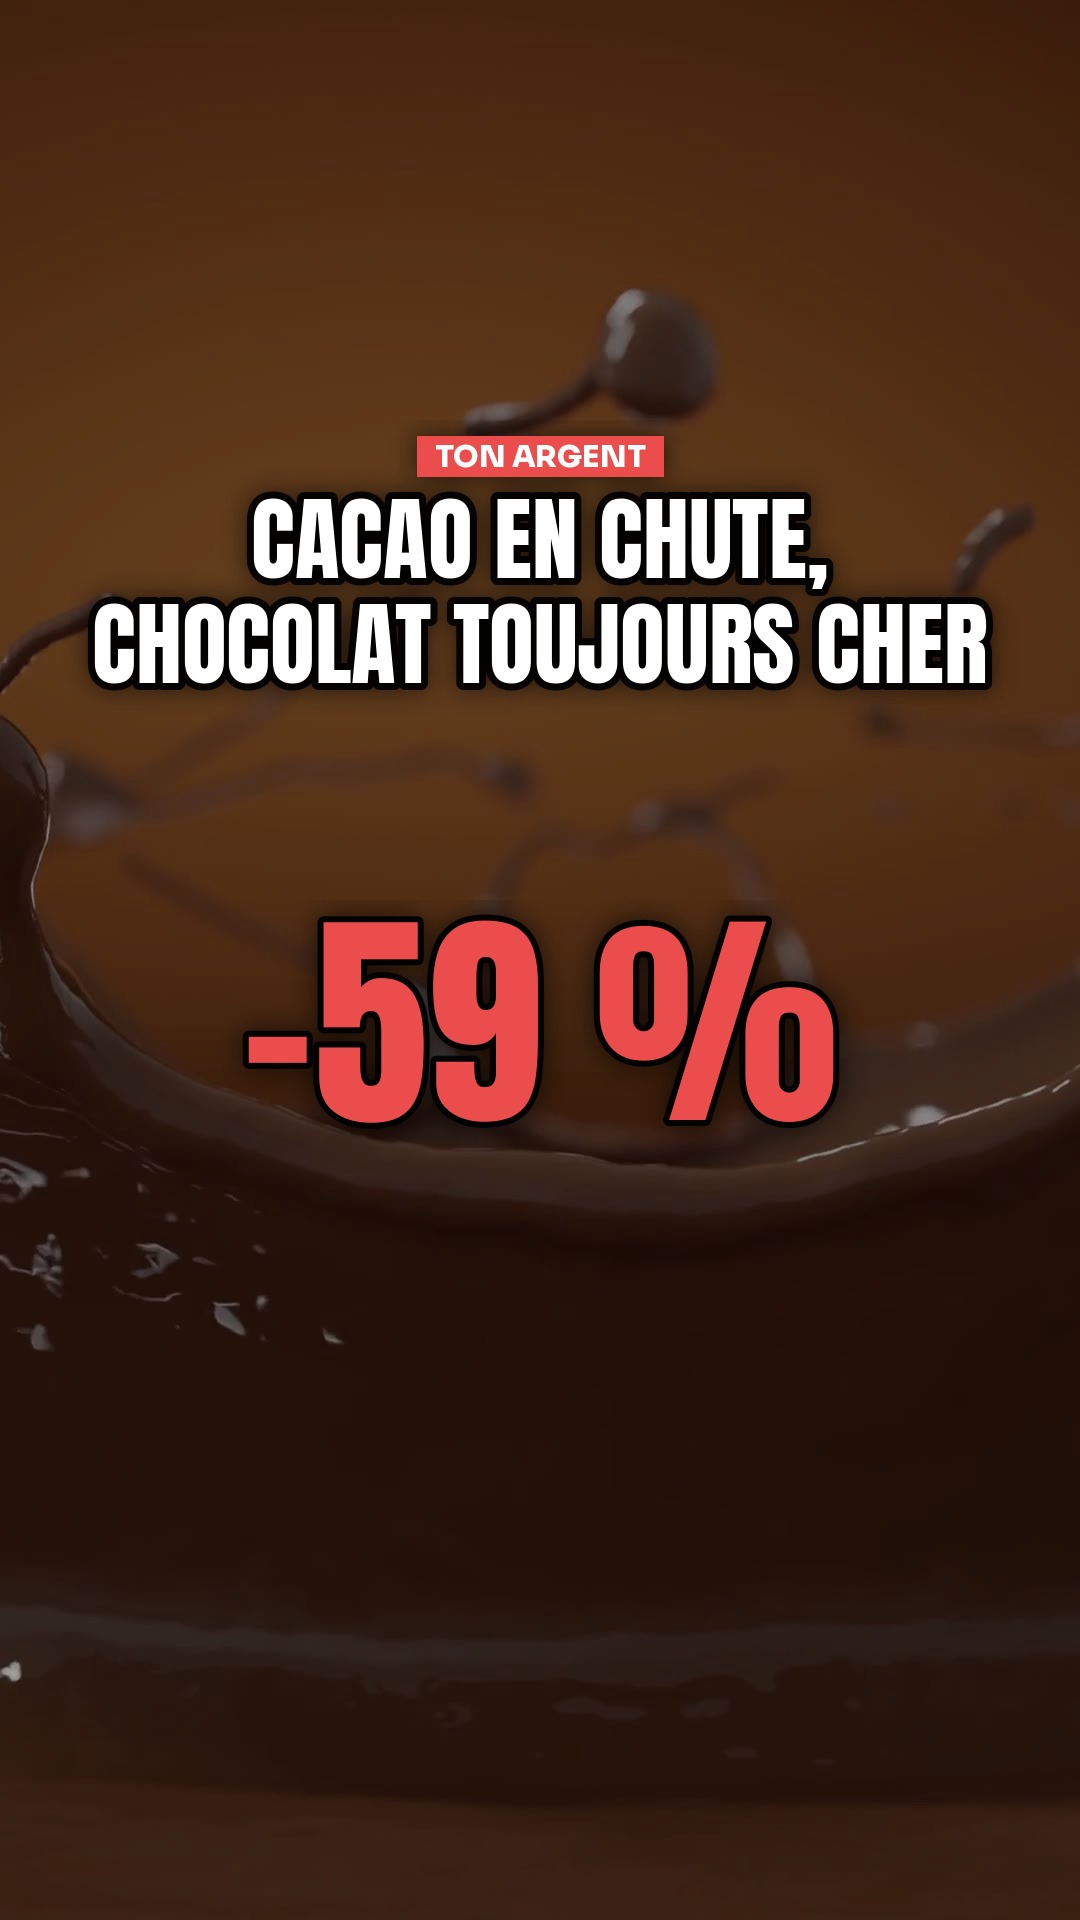 TON ARGENT
CACAO EN CHUTE,
CHOCOLAT TOUJOURS CHER
-59 %